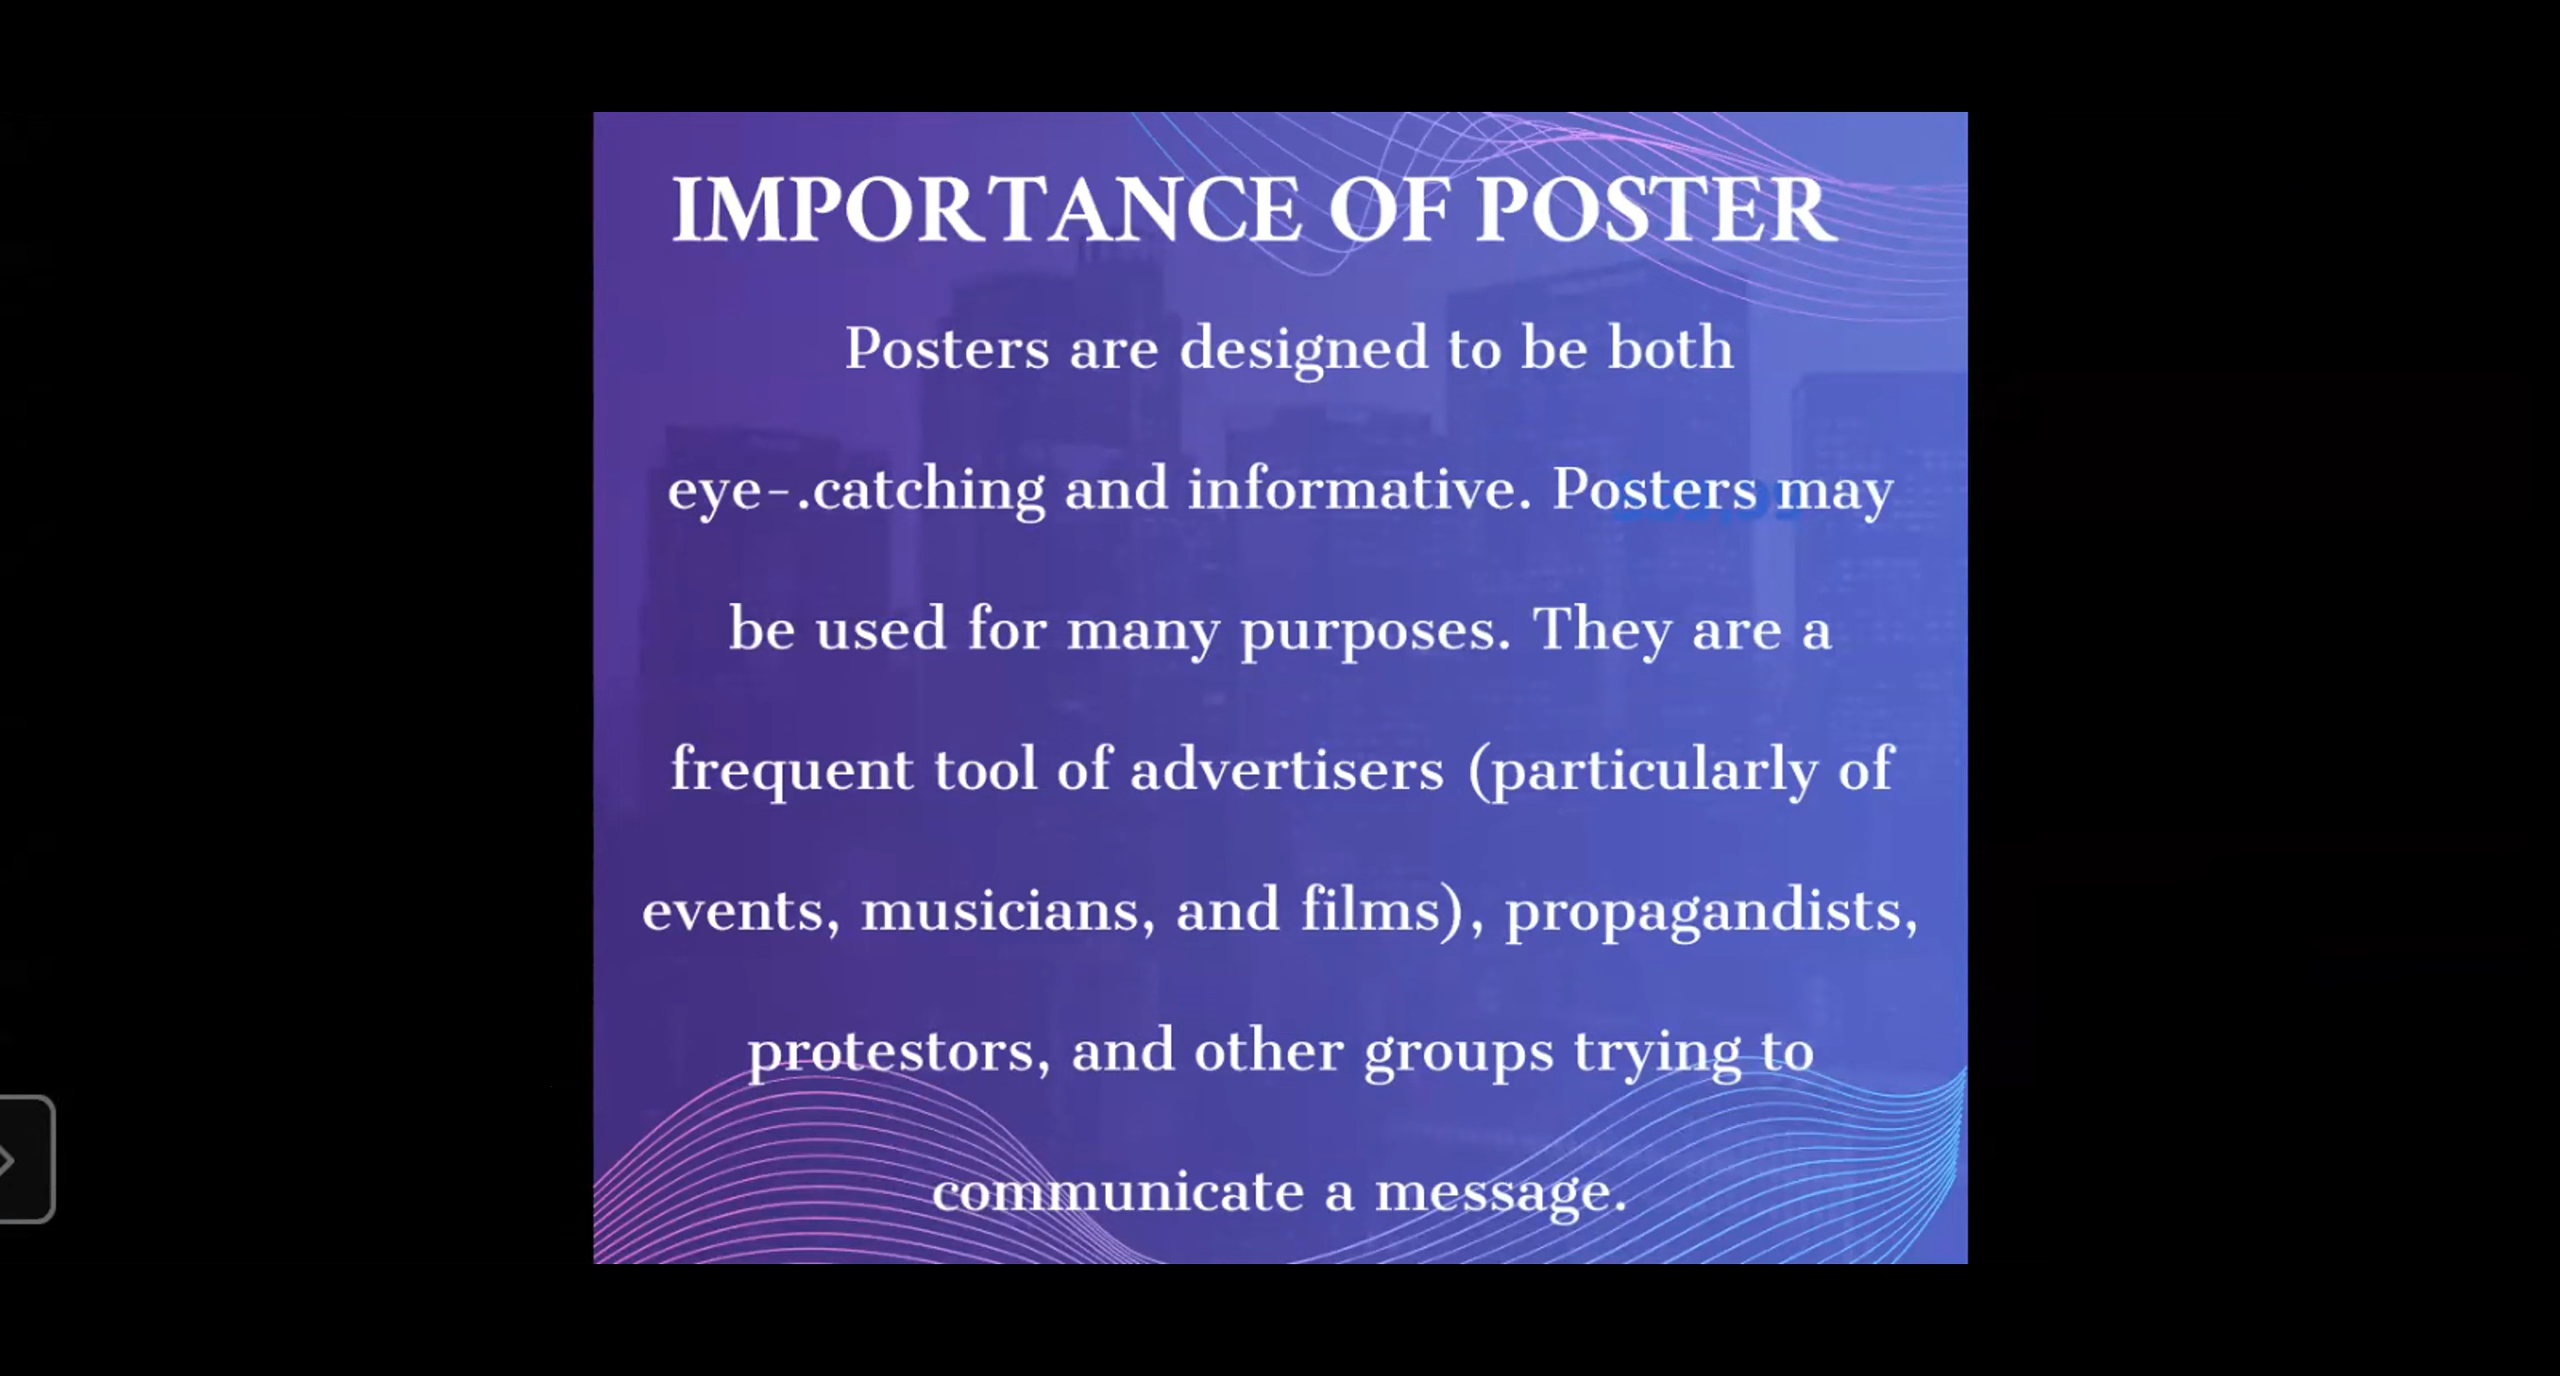 IMPORTANCE OF POSTER
Posters are designed to be both
eye-.catching and informative. Posters may
be used for many purposes. They are a
frequent tool of advertisers (particularly of
events, musicians, and films), propagandists,
protestors, and other groups trying to
communicate a message.